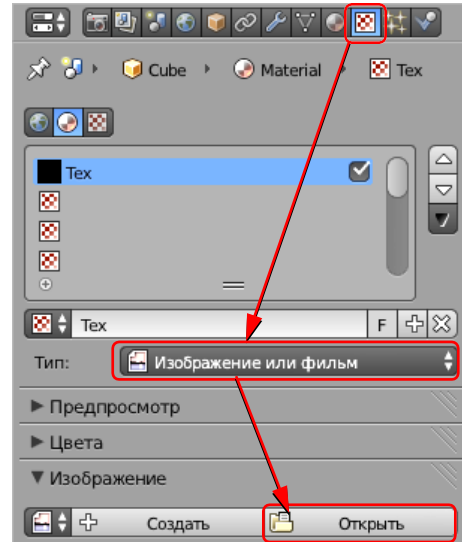 Cube Material Tex
Tex
Tex F
Тип: Изображение или фильм
Предпросмотр
Цвета
Изображение
Создать Открыть